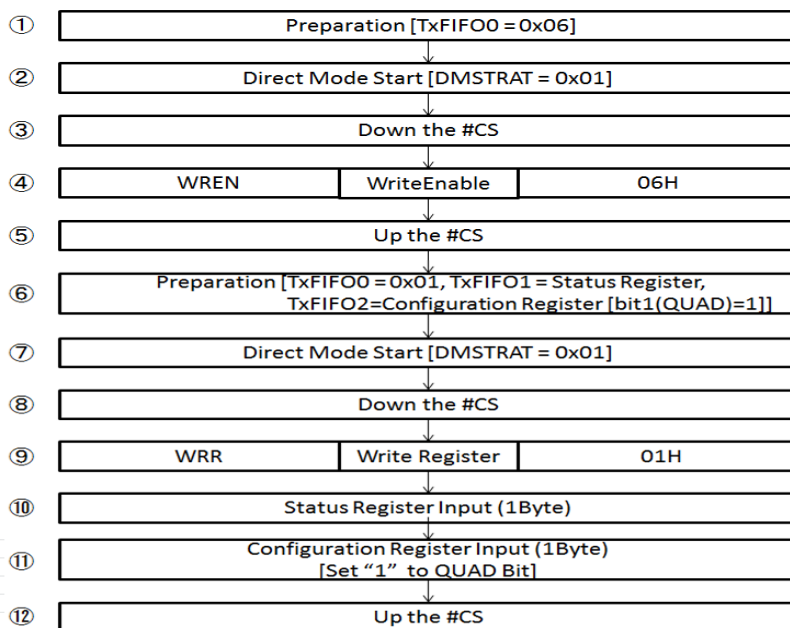 ① Preparation [TxFIFO0 = 0x06]
② Direct Mode Start [DMSTRAT = 0x01]
③ Down the #CS
④ WREN WriteEnable 06H
⑤ Up the #CS
⑥ Preparation [TxFIFO0 = 0x01, TxFIFO1 = Status Register,
TxFIFO2=Configuration Register [bit1(QUAD)=1]]
⑦ Direct Mode Start [DMSTRAT = 0x01]
⑧ Down the #CS
⑨ WRR Write Register 01H
⑩ Status Register Input (1Byte)
⑪ Configuration Register Input (1Byte)
[Set “1” to QUAD Bit]
⑫ Up the #CS